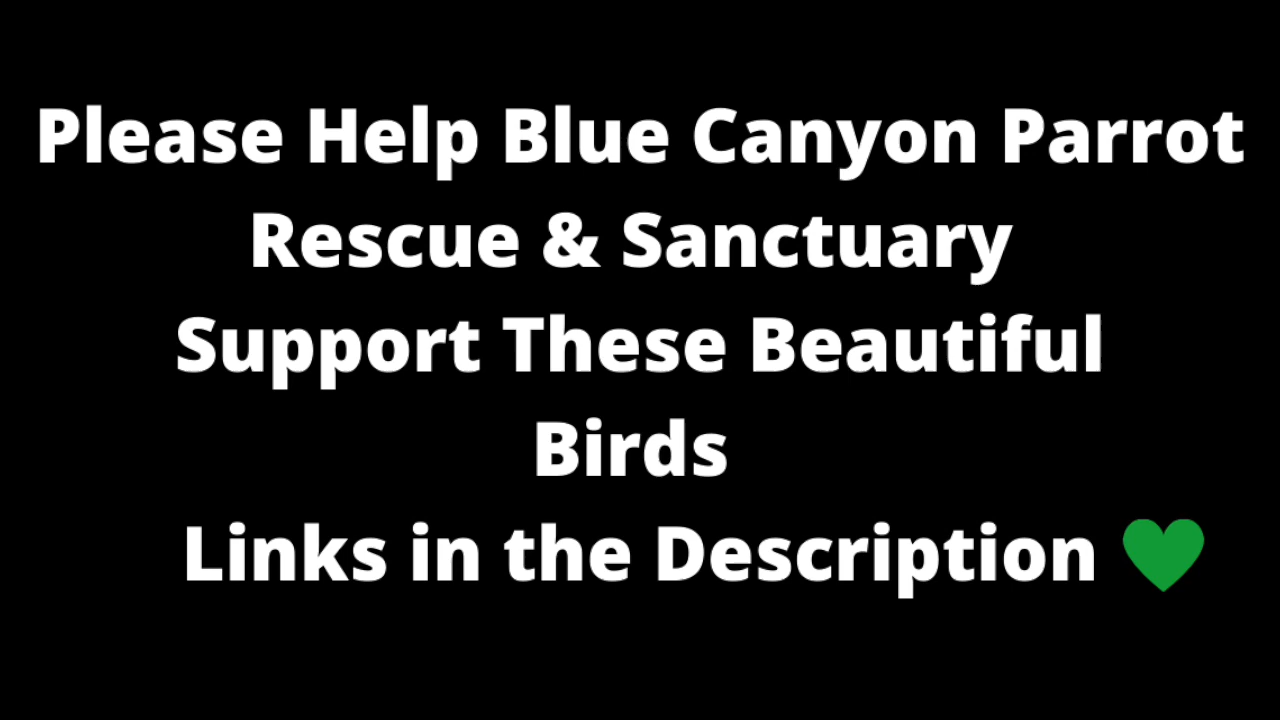 Please Help Blue Canyon Parrot
Rescue & Sanctuary
Support These Beautiful
Birds
Links in the Description 💚